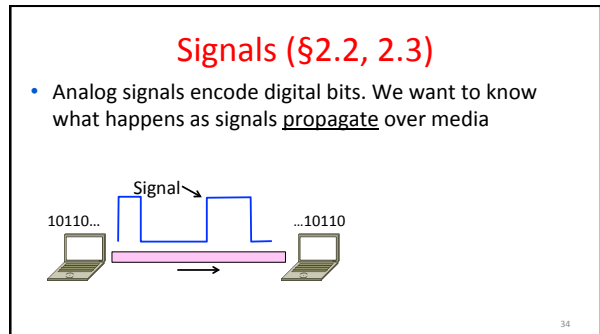 Signals (§2.2, 2.3)
• Analog signals encode digital bits. We want to know
what happens as signals propagate over media
Signal
10110...
...10110
34